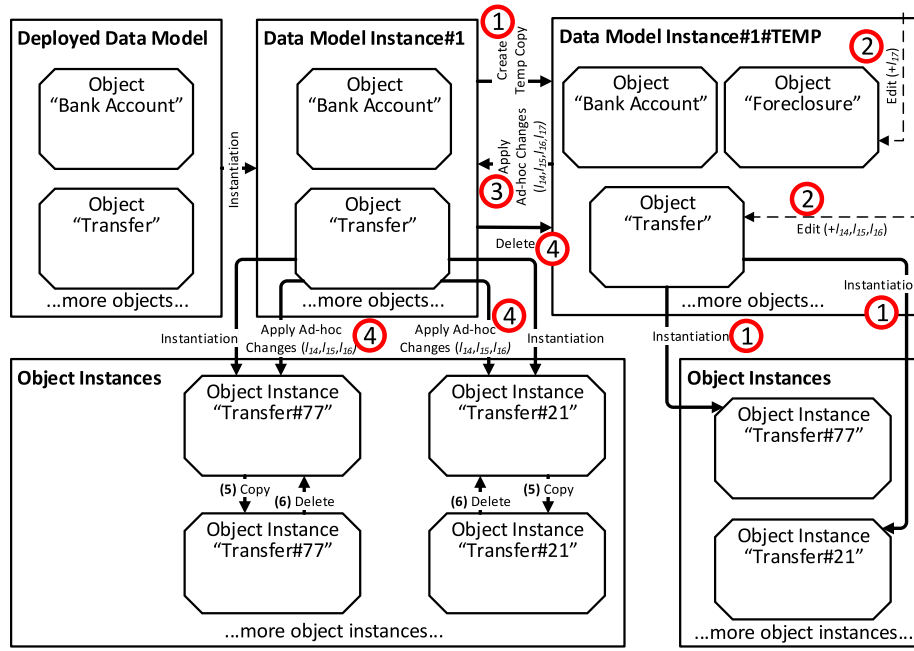 Deployed Data Model
Object
“Bank Account”
Object
“Transfer”
...more objects...
Instantiation
Data Model Instance#1
Object
“Bank Account”
Object
“Transfer”
...more objects...
1
Create
Temp Copy
Apply
Ad-hoc Changes
(l14,l15,l16,l17)
3
Delete
4
Data Model Instance#1#TEMP
Object
“Bank Account”
Object
“Foreclosure”
2
Edit (+l17)
Object
“Transfer”
2
Edit (+l14,l15,l16)
...more objects...
Instantiation
1
Instantiation
1
Instantiation
Apply Ad-hoc
Changes (l14,l15,l16)
4
Apply Ad-hoc
Changes (l14,l15,l16)
4
Instantiation
Object Instances
Object Instance
“Transfer#77”
Object Instance
“Transfer#21”
(5) Copy
(6) Delete
(6) Delete
(5) Copy
Object Instance
“Transfer#77”
Object Instance
“Transfer#21”
...more object instances...
Object Instances
Object Instance
“Transfer#77”
Object Instance
“Transfer#21”
...more object instances...